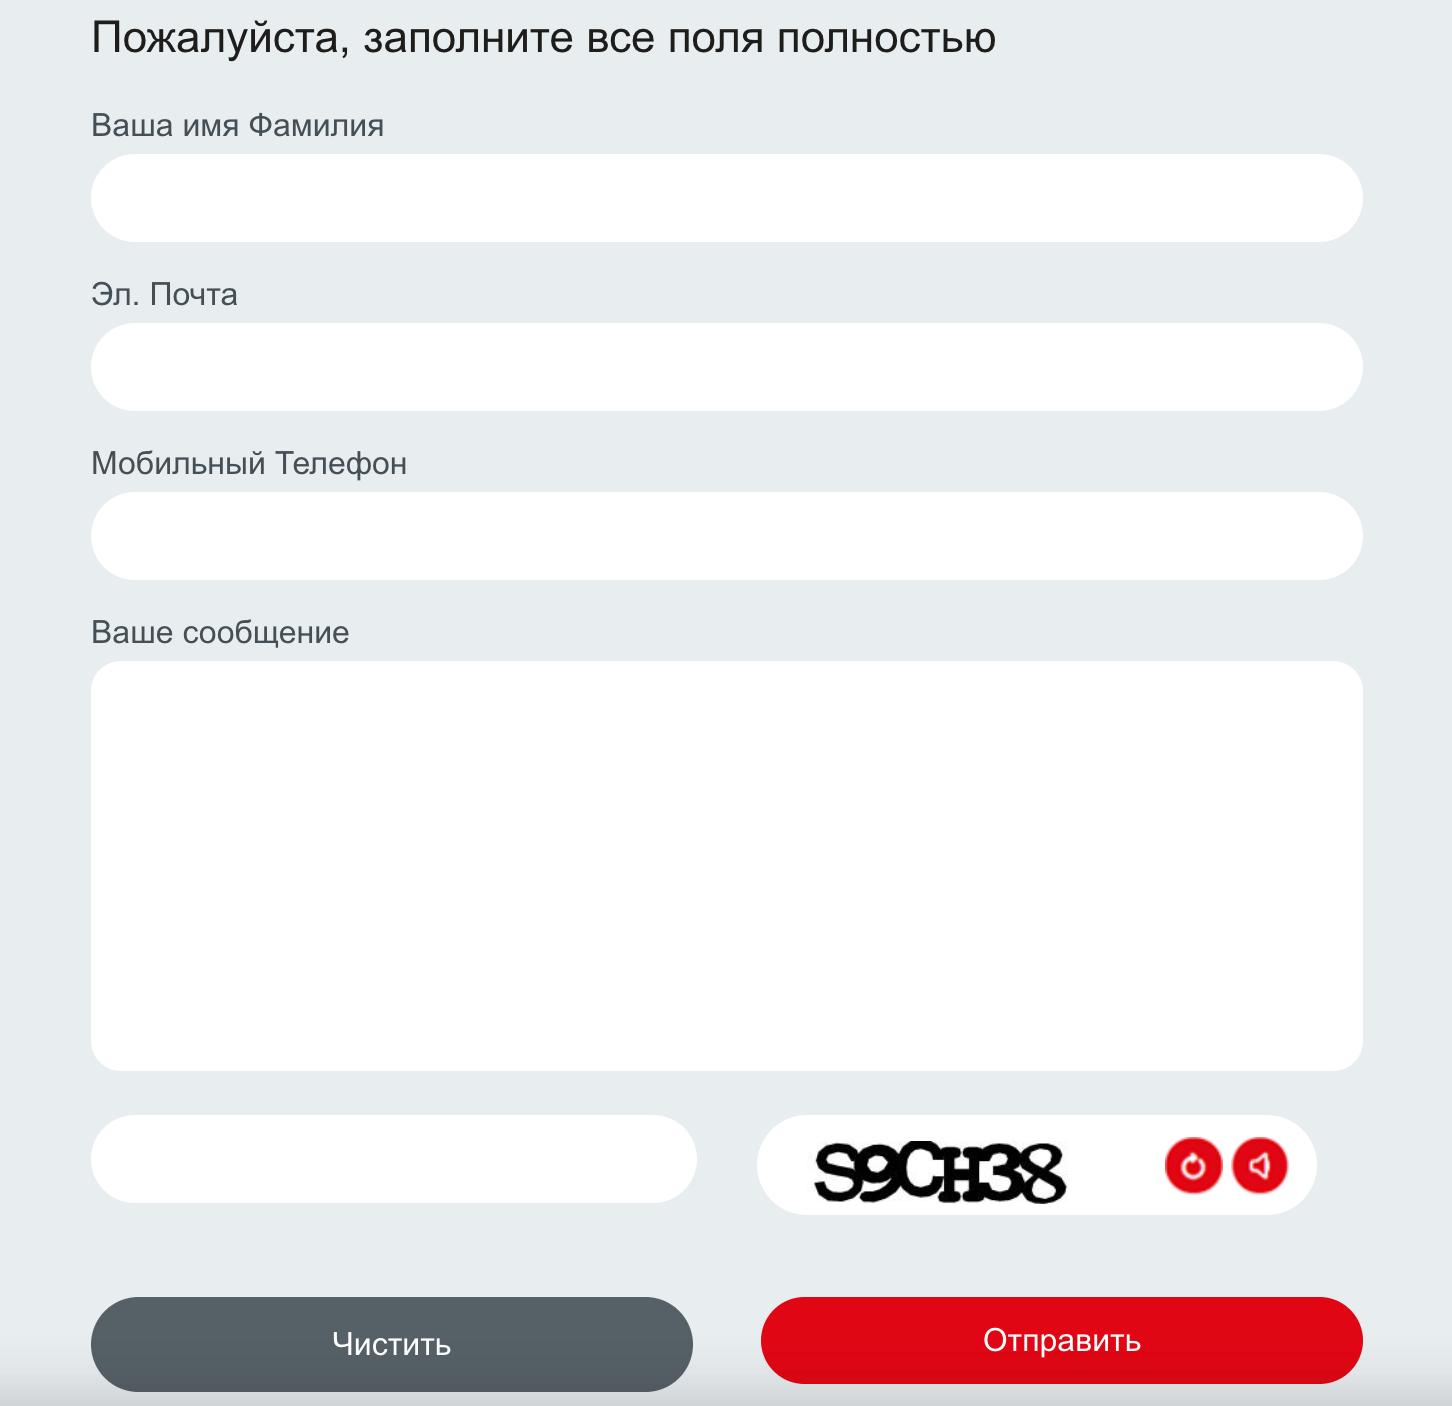 Пожалуйста, заполните все поля полностью
Ваша имя Фамилия
Эл. Почта
Мобильный Телефон
Ваше сообщение
S9CH38
Чистить
Отправить